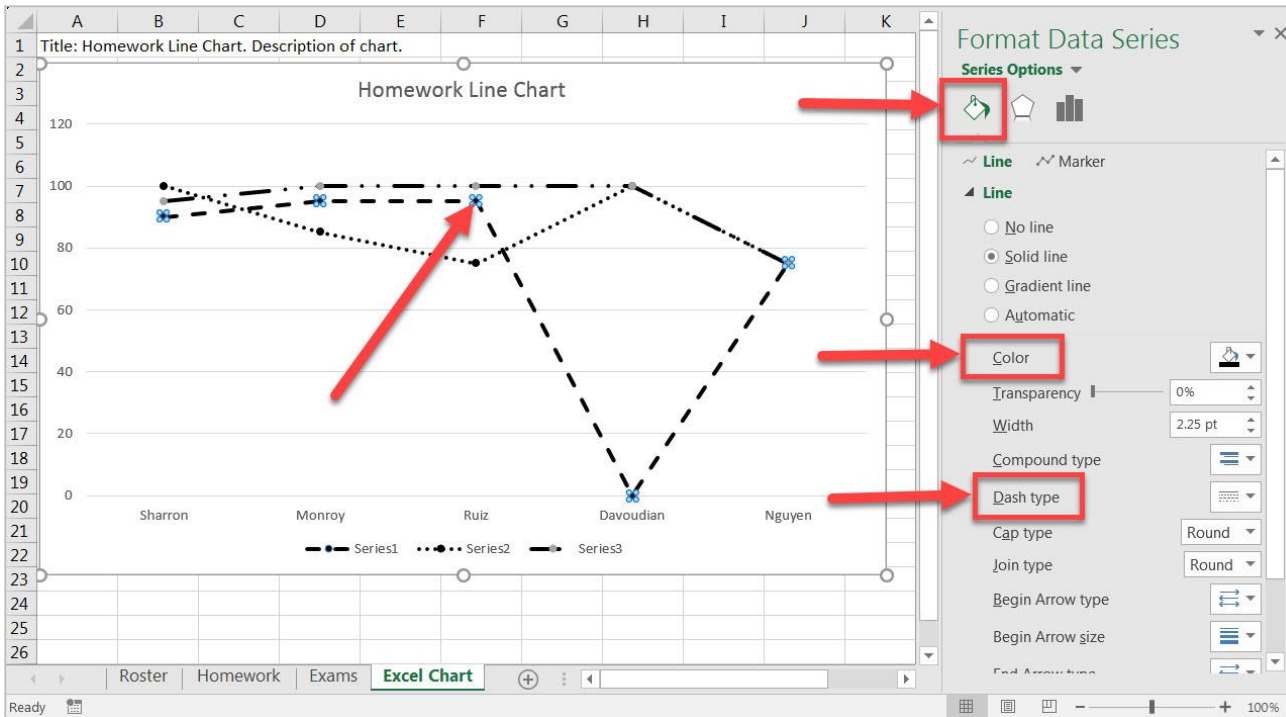 A B C D E F G H I J K
1 Title: Homework Line Chart. Description of chart.
2
3
4
5
6
7
8
9
10
11
12
13
14
15
16
17
18
19
20
21
22
23
24
25
26
Homework Line Chart
120
100
80
60
40
20
0
Sharron Monroy Ruiz Davoudian Nguyen
Series1 Series2 Series3
Roster Homework Exams Excel Chart
Ready
100%
Format Data Series
Series Options
Line Marker
Line
No line
Solid line
Gradient line
Automatic
Color
Transparency 0%
Width 2.25 pt
Compound type
Dash type
Cap type Round
Join type Round
Begin Arrow type
Begin Arrow size